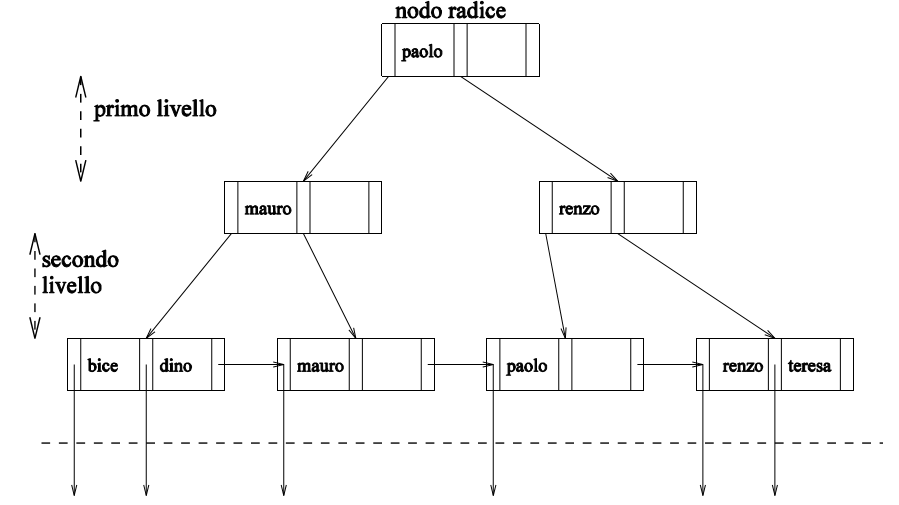 nodo radice
paolo
primo livello
mauro
renzo
secondo
livello
bice
dino
mauro
paolo
renzo
teresa